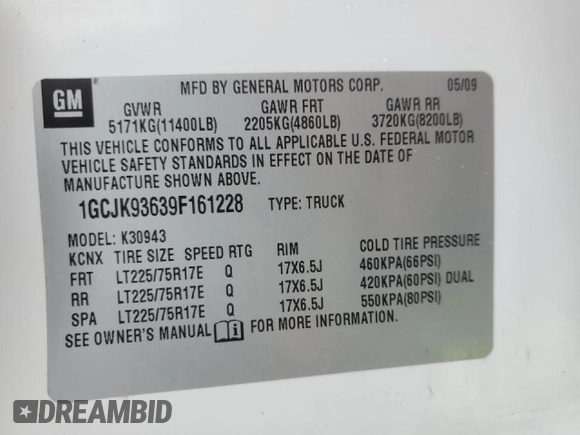 GM
MFD BY GENERAL MOTORS CORP. 05/09
GVWR GAWR FRT GAWR RR
5171KG(11400LB) 2205KG(4860LB) 3720KG(8200LB)
THIS VEHICLE CONFORMS TO ALL APPLICABLE U.S. FEDERAL MOTOR
VEHICLE SAFETY STANDARDS IN EFFECT ON THE DATE OF
MANUFACTURE SHOWN ABOVE.
1GCJK93639F161228 TYPE: TRUCK
MODEL: K30943
KCNX TIRE SIZE SPEED RTG RIM COLD TIRE PRESSURE
FRT LT225/75R17E Q 17X6.5J 460KPA(66PSI)
RR LT225/75R17E Q 17X6.5J 420KPA(60PSI) DUAL
SPA LT225/75R17E Q 17X6.5J 550KPA(80PSI)
SEE OWNER'S MANUAL i FOR MORE INFORMATION.
DREAMBID